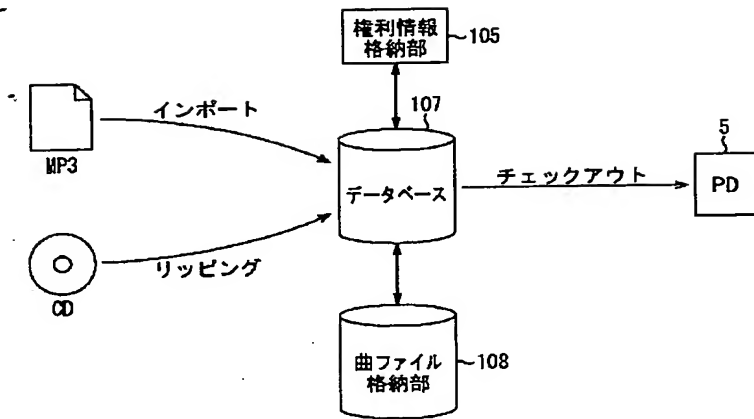 権利情報
格納部
105
インポート
107
MP3
データベース
チェックアウト
5
PD
リッピング
CD
曲ファイル
格納部
108